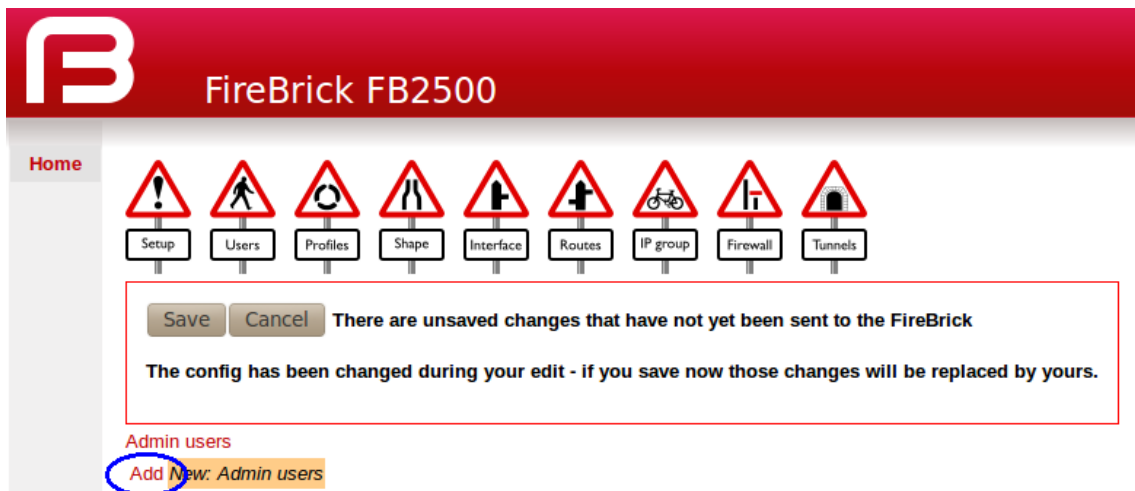 FireBrick FB2500
Home
Setup Users Profiles Shape Interface Routes IP group Firewall Tunnels
Save Cancel There are unsaved changes that have not yet been sent to the FireBrick
The config has been changed during your edit - if you save now those changes will be replaced by yours.
Admin users
Add New: Admin users